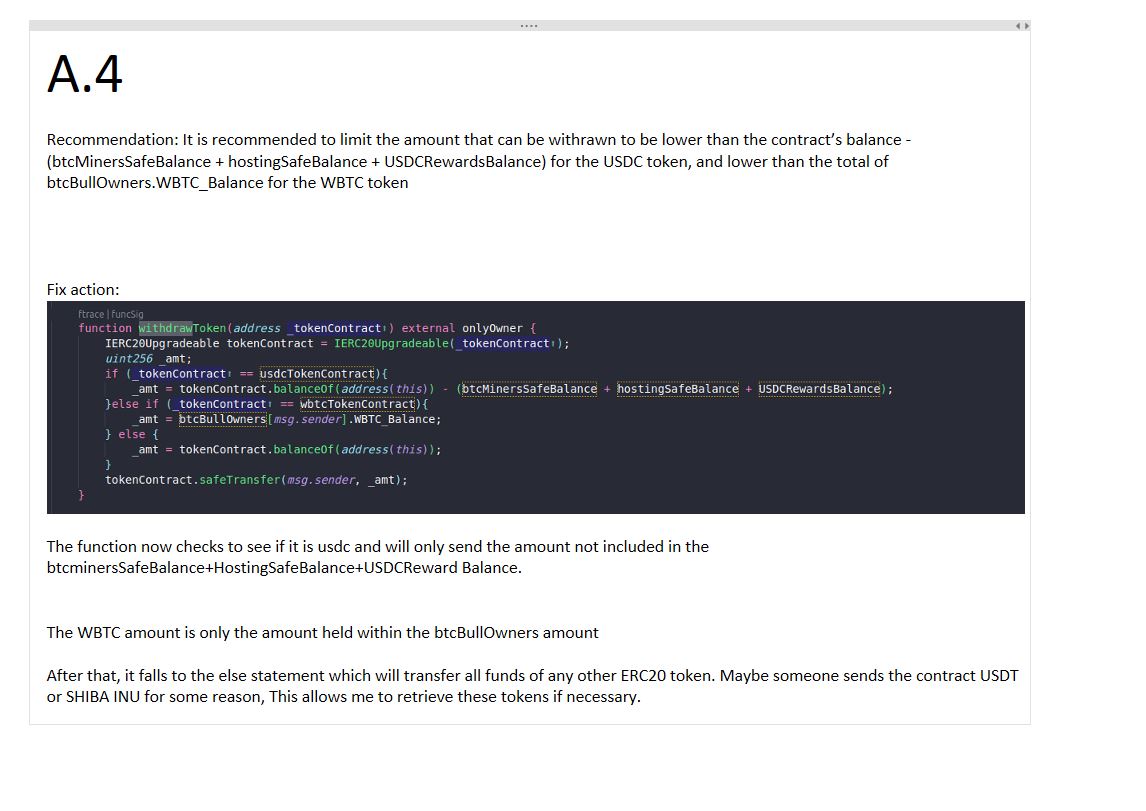 A.4
Recommendation: It is recommended to limit the amount that can be withrawn to be lower than the contract’s balance -
(btcMinersSafeBalance + hostingSafeBalance + USDCRewardsBalance) for the USDC token, and lower than the total of
btcBullOwners.WBTC_Balance for the WBTC token
Fix action:
ftrace | funcSig
function withdrawToken(address _tokenContract↑) external onlyOwner {
IERC20Upgradeable tokenContract = IERC20Upgradeable(_tokenContract↑);
uint256 _amt;
if (_tokenContract↑ == usdcTokenContract){
_amt = tokenContract.balanceOf(address(this)) - (btcMinersSafeBalance + hostingSafeBalance + USDCRewardsBalance);
}else if (_tokenContract↑ == wbtcTokenContract){
_amt = btcBullOwners[msg.sender].WBTC_Balance;
} else {
_amt = tokenContract.balanceOf(address(this));
}
tokenContract.safeTransfer(msg.sender, _amt);
}
The function now checks to see if it is usdc and will only send the amount not included in the
btcminersSafeBalance+HostingSafeBalance+USDCReward Balance.
The WBTC amount is only the amount held within the btcBullOwners amount
After that, it falls to the else statement which will transfer all funds of any other ERC20 token. Maybe someone sends the contract USDT
or SHIBA INU for some reason, This allows me to retrieve these tokens if necessary.